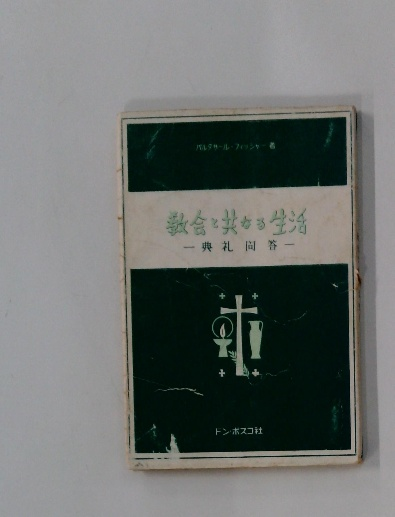 バルタサール・フィッシャー 著
教会と共なる生活
― 典礼問答 ―
ドン・ボスコ社